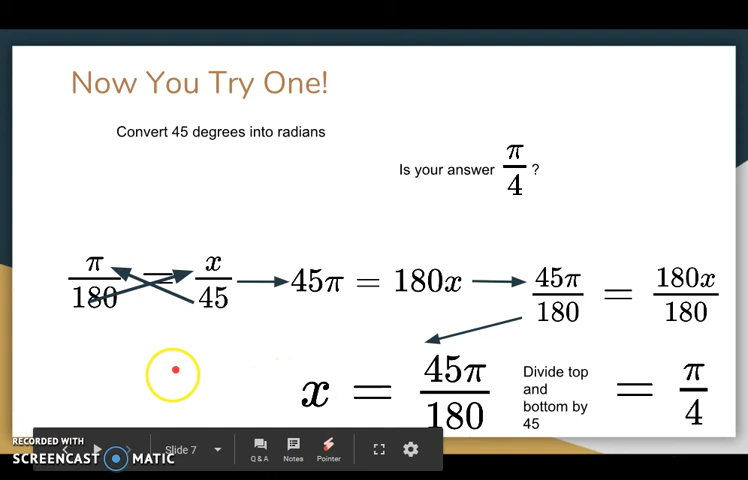 Now You Try One!
Convert 45 degrees into radians
Is your answer π/4 ?
π/180 = x/45
45π = 180x
45π/180 = 180x/180
x = 45π/180
Divide top
and
bottom by
45
= π/4
RECORDED WITH
SCREENCAST MATIC
Slide 7
Q & A
Notes
Pointer